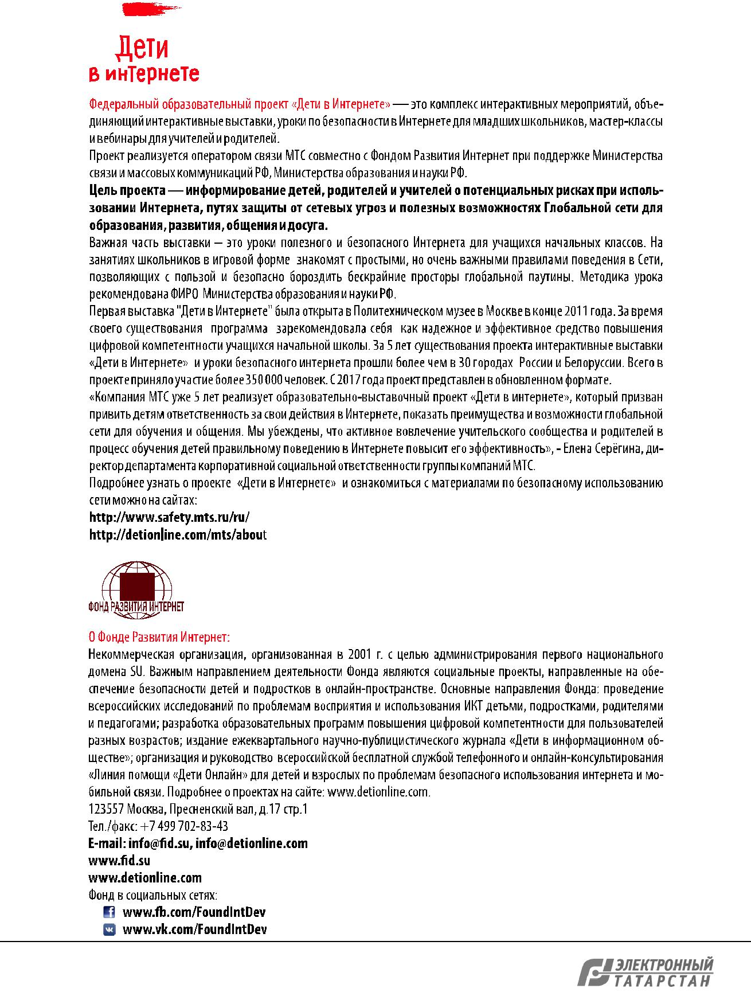 Дети
в интернете
Федеральный образовательный проект «Дети в Интернете» — это комплекс интерактивных мероприятий, объе-
диняющий интерактивные выставки, уроки по безопасности в Интернете для младших школьников, мастер-классы
и вебинары для учителей и родителей.
Проект реализуется оператором связи МТС совместно с Фондом Развития Интернет при поддержке Министерства
связи и массовых коммуникаций РФ, Министерства образования и науки РФ.
Цель проекта — информирование детей, родителей и учителей о потенциальных рисках при исполь-
зовании Интернета, путях защиты от сетевых угроз и полезных возможностях Глобальной сети для
образования, развития, общения и досуга.
Важная часть выставки – это уроки полезного и безопасного Интернета для учащихся начальных классов. На
занятиях школьников в игровой форме знакомят с простыми, но очень важными правилами поведения в Сети,
позволяющих с пользой и безопасно бороздить бескрайние просторы глобальной паутины. Методика урока
рекомендована ФИРО Министерства образования и науки РФ.
Первая выставка "Дети в Интернете" была открыта в Политехническом музее в Москве в конце 2011 года. За время
своего существования программа зарекомендовала себя как надежное и эффективное средство повышения
цифровой компетентности учащихся начальной школы. За 5 лет существования проекта интерактивные выставки
«Дети в Интернете» и уроки безопасного интернета прошли более чем в 30 городах России и Белоруссии. Всего в
проекте приняло участие более 350 000 человек. С 2017 года проект представлен в обновленном формате.
«Компания МТС уже 5 лет реализует образовательно-выставочный проект «Дети в интернете», который призван
привить детям ответственность за свои действия в Интернете, показать преимущества и возможности глобальной
сети для обучения и общения. Мы убеждены, что активное вовлечение учительского сообщества и родителей в
процесс обучения детей правильному поведению в Интернете повысит его эффективность», - Елена Серёгина, ди-
ректор департамента корпоративной социальной ответственности группы компаний МТС.
Подробнее узнать о проекте «Дети в Интернете» и ознакомиться с материалами по безопасному использованию
сети можно на сайтах:
http://www.safety.mts.ru/ru/
http://detionline.com/mts/about
ФОНД РАЗВИТИЯ ИНТЕРНЕТ
О Фонде Развития Интернет:
Некоммерческая организация, организованная в 2001 г. с целью администрирования первого национального
домена SU. Важным направлением деятельности Фонда являются социальные проекты, направленные на обе-
спечение безопасности детей и подростков в онлайн-пространстве. Основные направления Фонда: проведение
всероссийских исследований по проблемам восприятия и использования ИКТ детьми, подростками, родителями
и педагогами; разработка образовательных программ повышения цифровой компетентности для пользователей
разных возрастов; издание ежеквартального научно-публицистического журнала «Дети в информационном об-
ществе»; организация и руководство всероссийской бесплатной службой телефонного и онлайн-консультирования
«Линия помощи «Дети Онлайн» для детей и взрослых по проблемам безопасного использования интернета и мо-
бильной связи. Подробнее о проектах на сайте: www.detionline.com.
123557 Москва, Пресненский вал, д.17 стр.1
Тел./факс: +7 499 702-83-43
E-mail: info@fid.su, info@detionline.com
www.fid.su
www.detionline.com
Фонд в социальных сетях:
www.fb.com/FoundIntDev
www.vk.com/FoundIntDev
ЭЛЕКТРОННЫЙ
ТАТАРСТАН